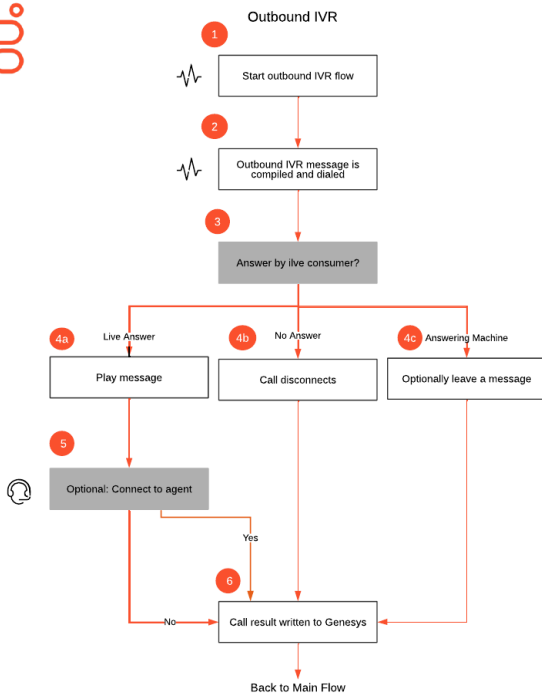 Outbound IVR
1
Start outbound IVR flow
2
Outbound IVR message is
compiled and dialed
3
Answer by ilve consumer?
4a
Live Answer
4b
No Answer
4c
Answering Machine
Play message
Call disconnects
Optionally leave a message
5
Optional: Connect to agent
Yes
6
No
Call result written to Genesys
Back to Main Flow